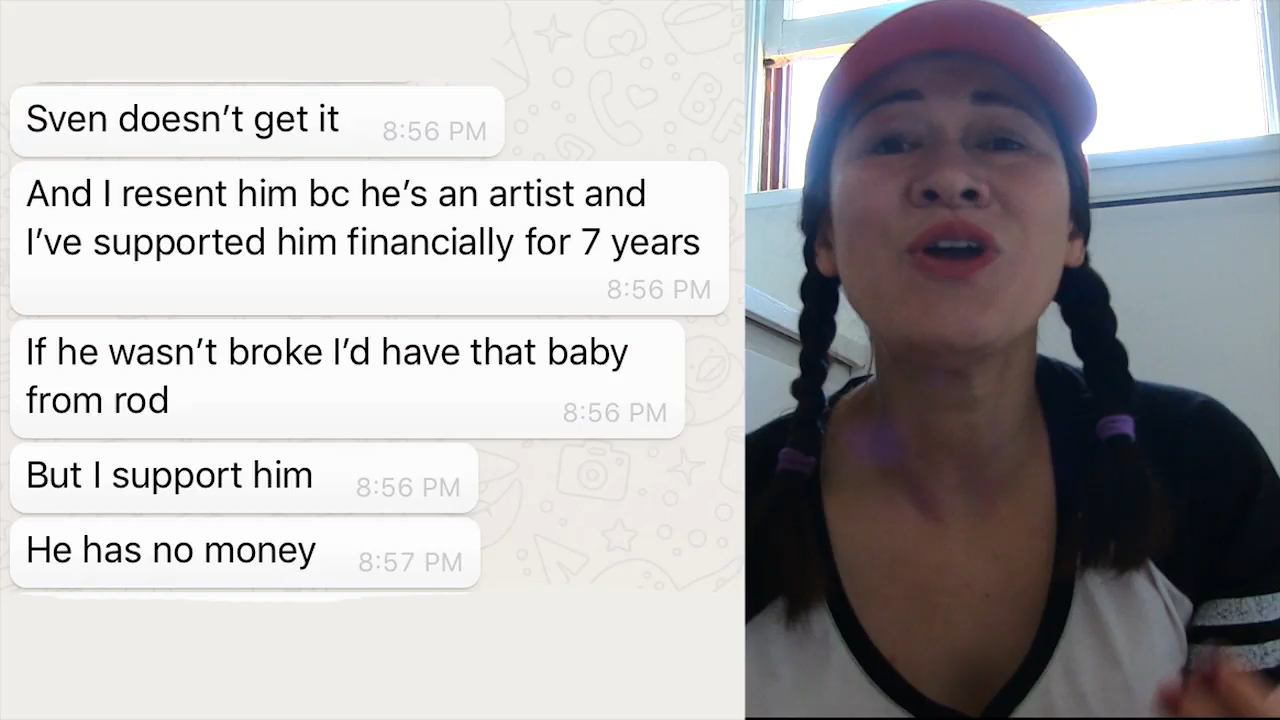 Sven doesn’t get it 8:56 PM
And I resent him bc he’s an artist and
I’ve supported him financially for 7 years
8:56 PM
If he wasn’t broke I’d have that baby
from rod 8:56 PM
But I support him 8:56 PM
He has no money 8:57 PM